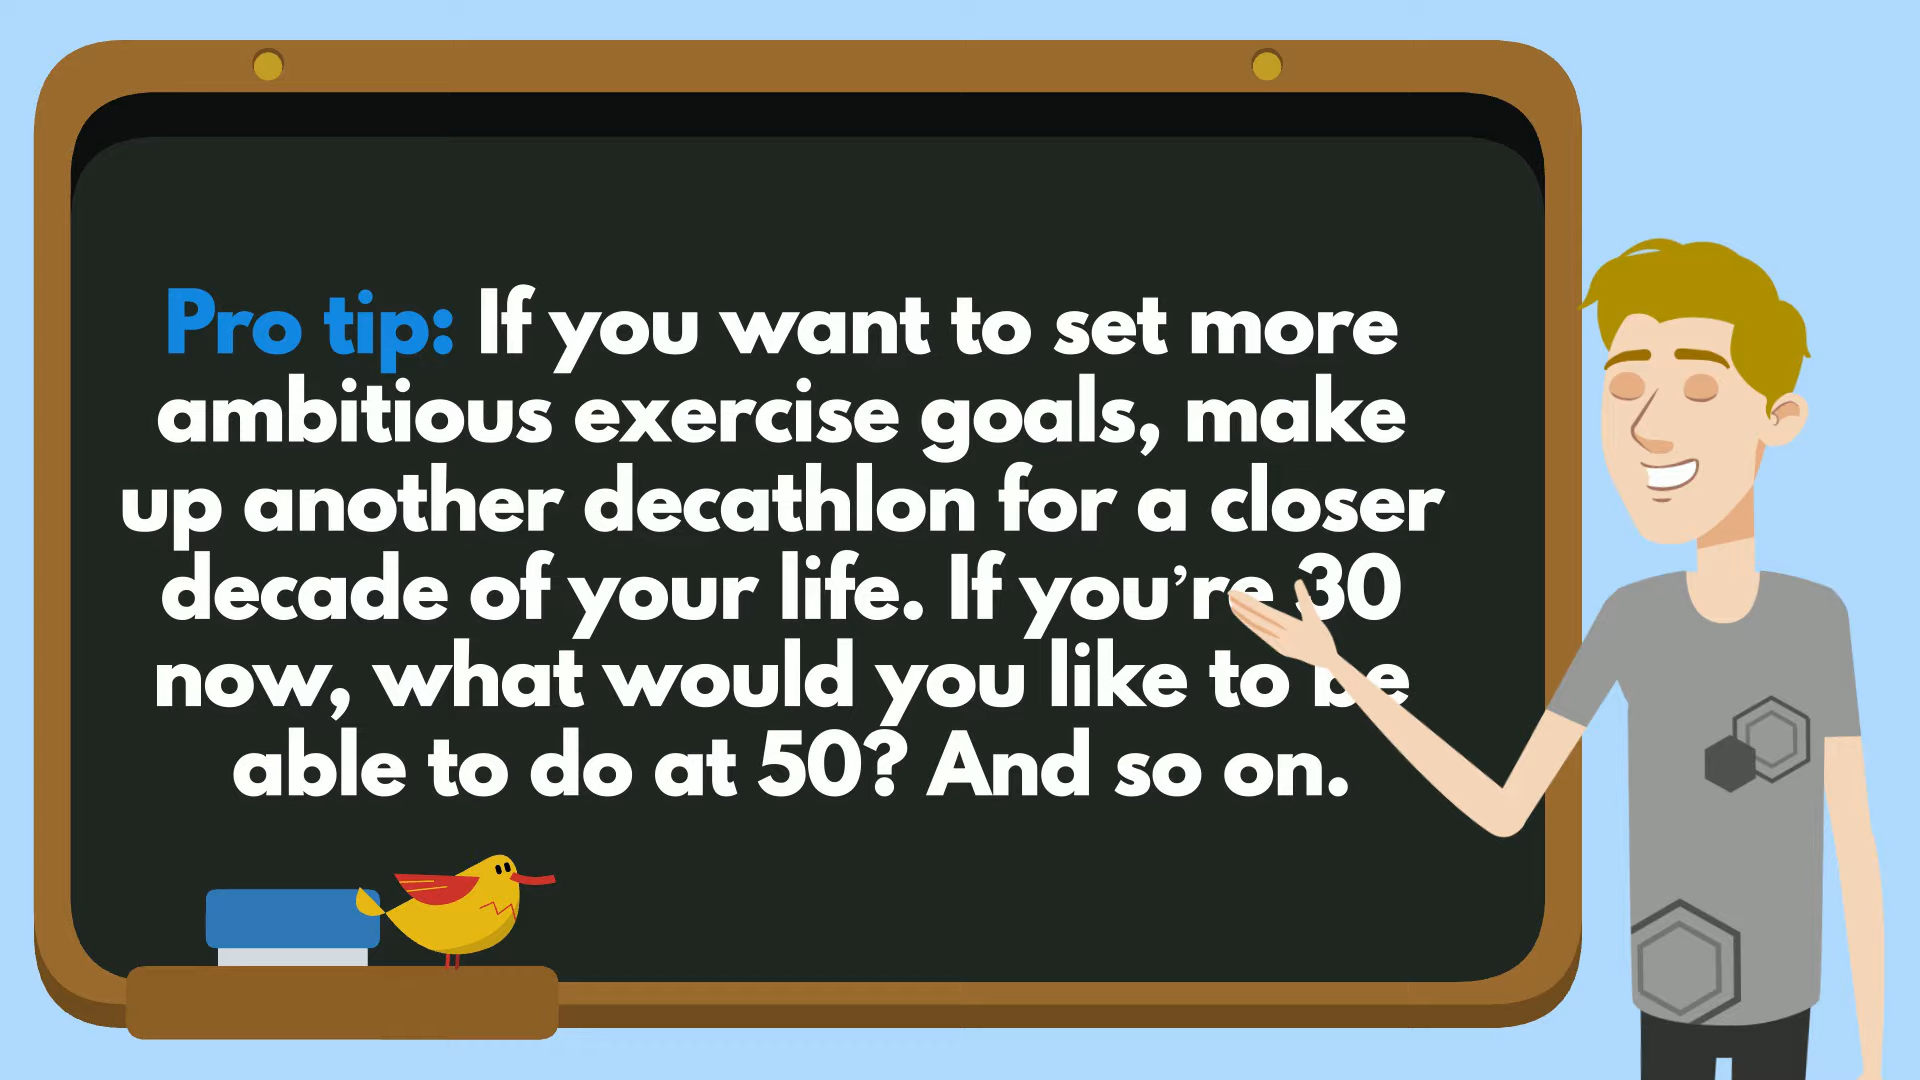 Pro tip: If you want to set more
ambitious exercise goals, make
up another decathlon for a closer
decade of your life. If you’re 30
now, what would you like to be
able to do at 50? And so on.